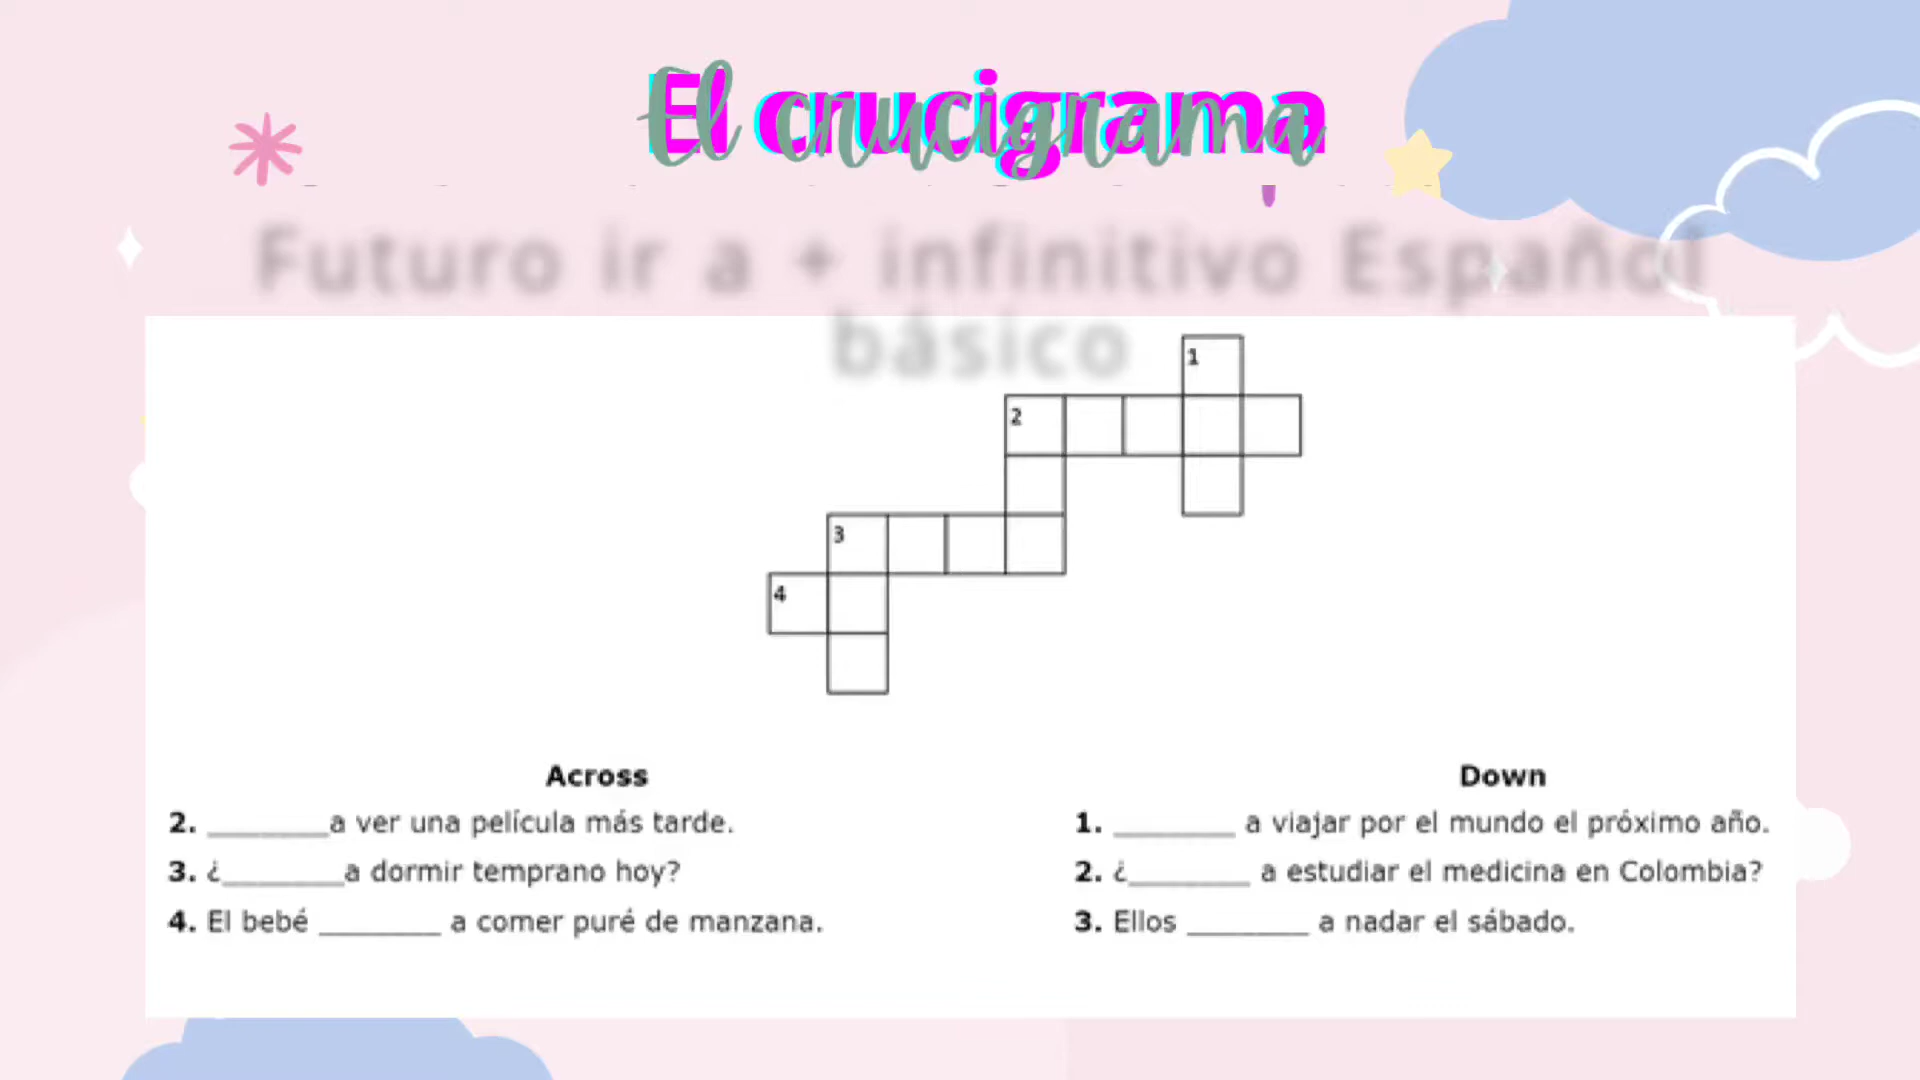 El crucigrama
Futuro ir a + infinitivo Español
básico
1
2
3
4
Across
2. ________a ver una película más tarde.
3. ¿________a dormir temprano hoy?
4. El bebé ________ a comer puré de manzana.
Down
1. ________ a viajar por el mundo el próximo año.
2. ¿________ a estudiar el medicina en Colombia?
3. Ellos ________ a nadar el sábado.